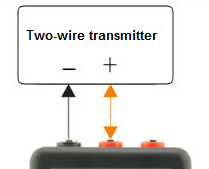 Two-wire transmitter
− +